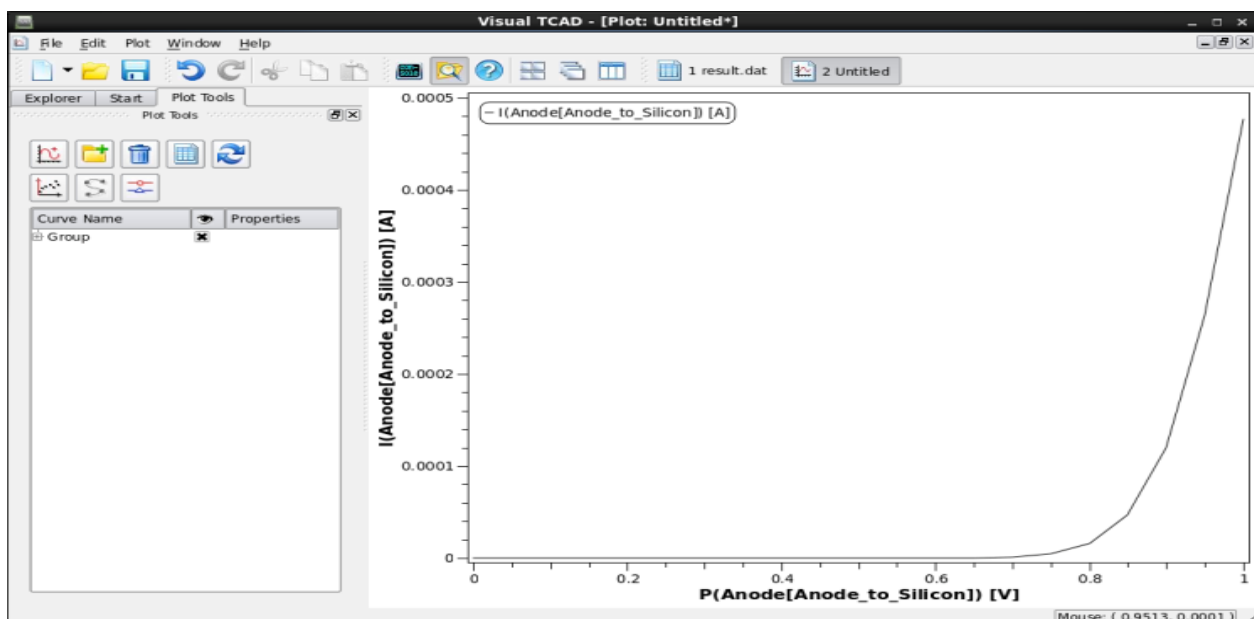 Visual TCAD - [Plot: Untitled*]
File Edit Plot Window Help
1 result.dat 2 Untitled
Explorer Start Plot Tools
Plot Tools
Curve Name Properties
Group
I(Anode[Anode_to_Silicon]) [A]
I(Anode[Anode_to_Silicon]) [A]
0.0005
0.0004
0.0003
0.0002
0.0001
0
0 0.2 0.4 0.6 0.8 1
P(Anode[Anode_to_Silicon]) [V]
Mouse: ( 0.9513, 0.0001 )